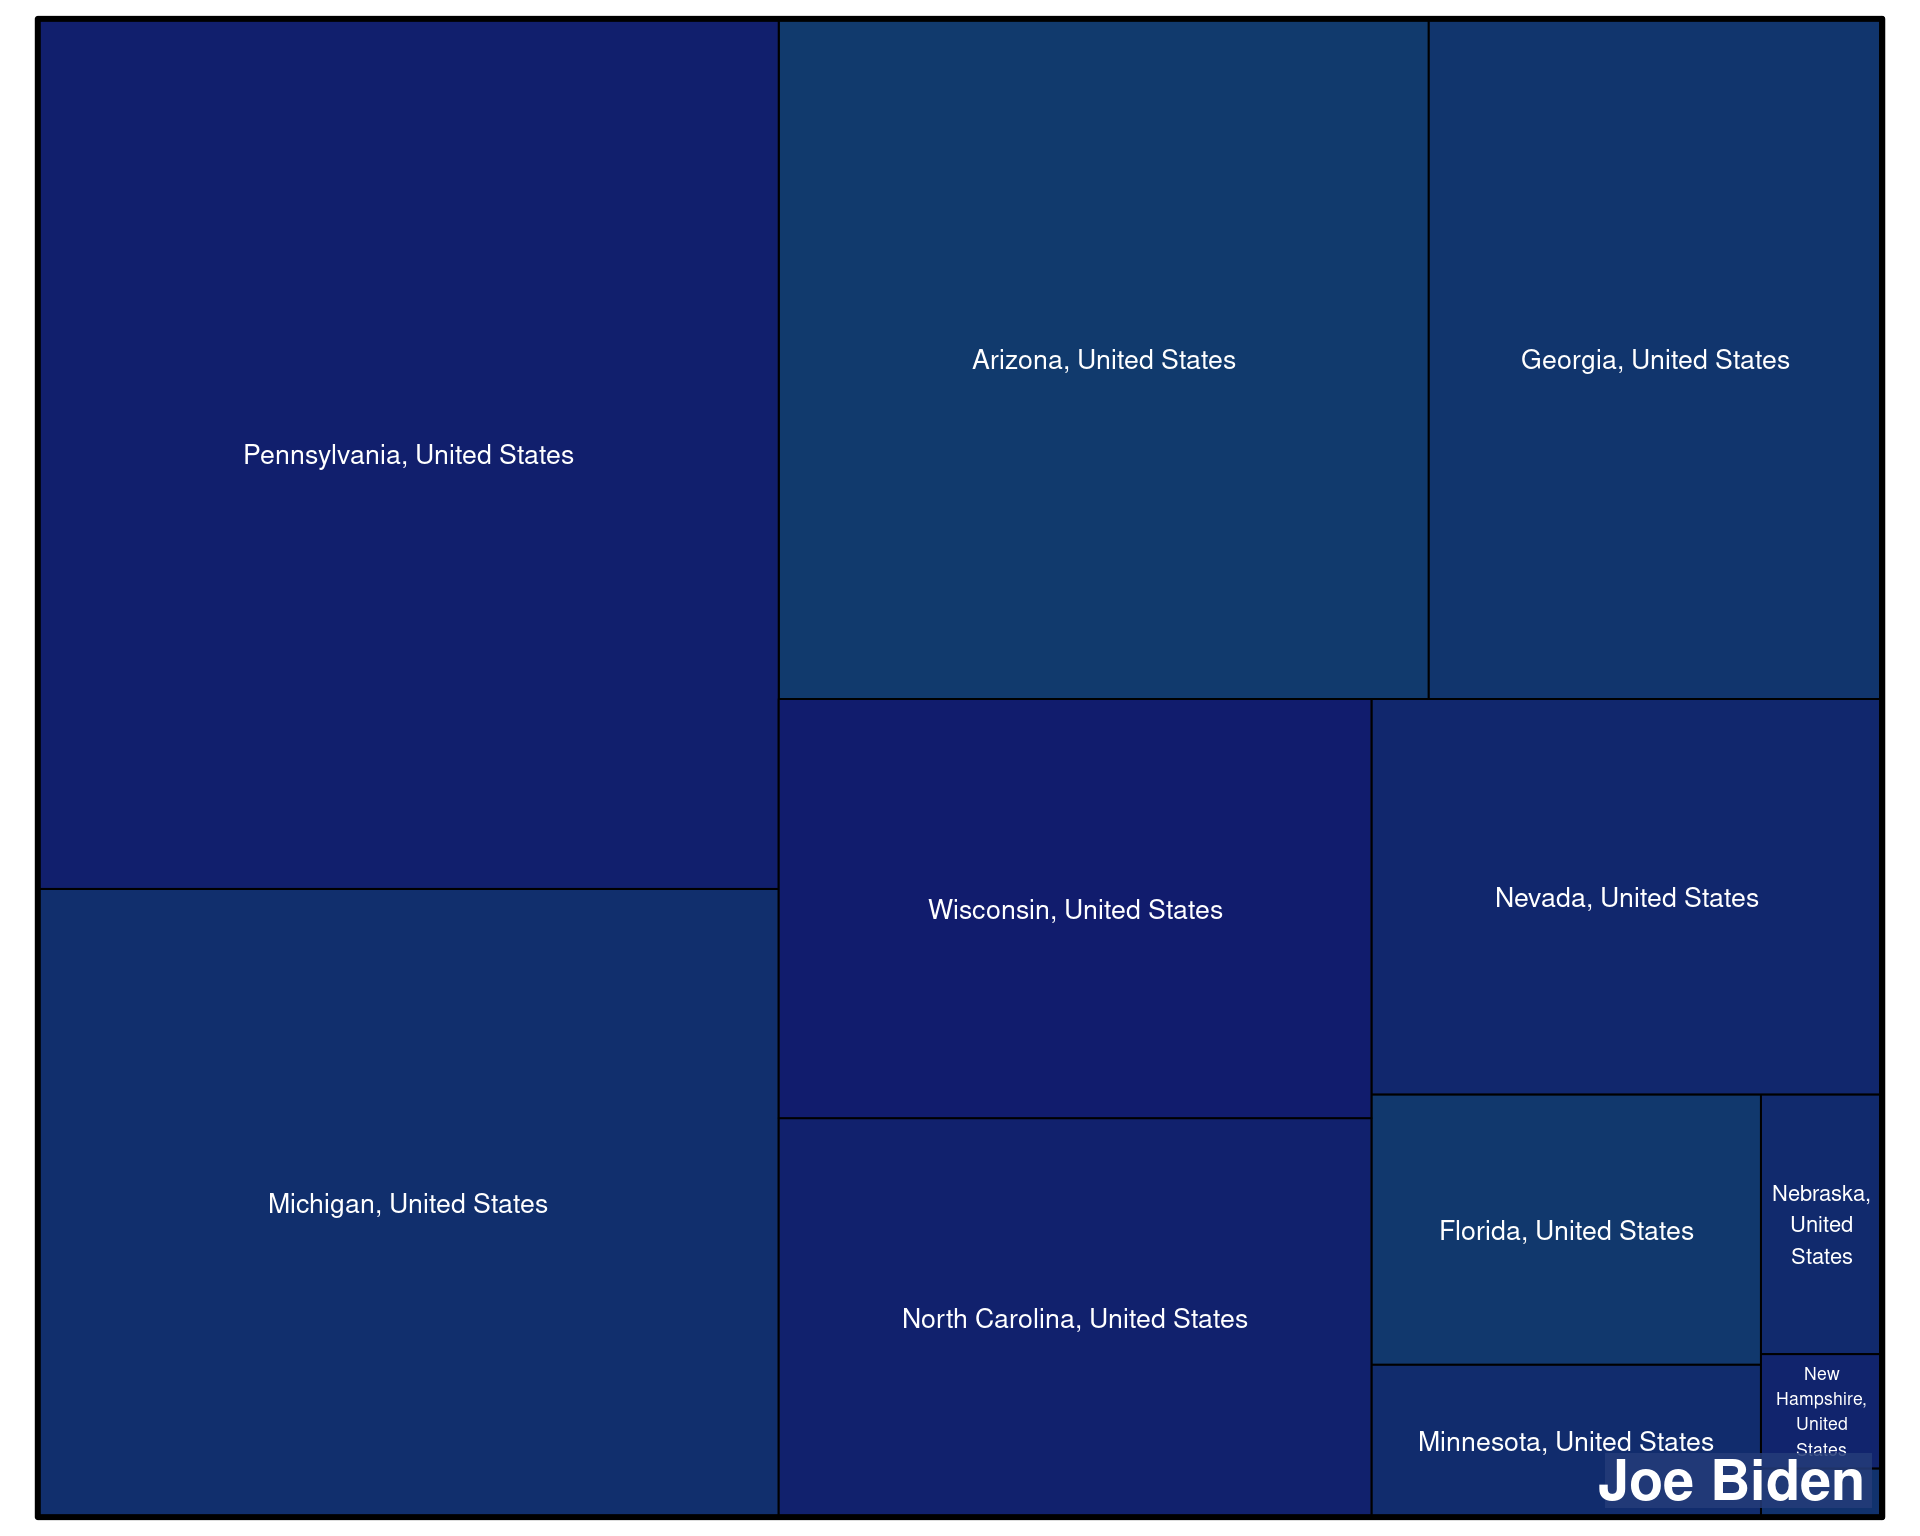 Pennsylvania, United States
Arizona, United States
Georgia, United States
Michigan, United States
Wisconsin, United States
Nevada, United States
North Carolina, United States
Florida, United States
Nebraska,
United
States
Minnesota, United States
New
Hampshire,
United
States
Joe Biden